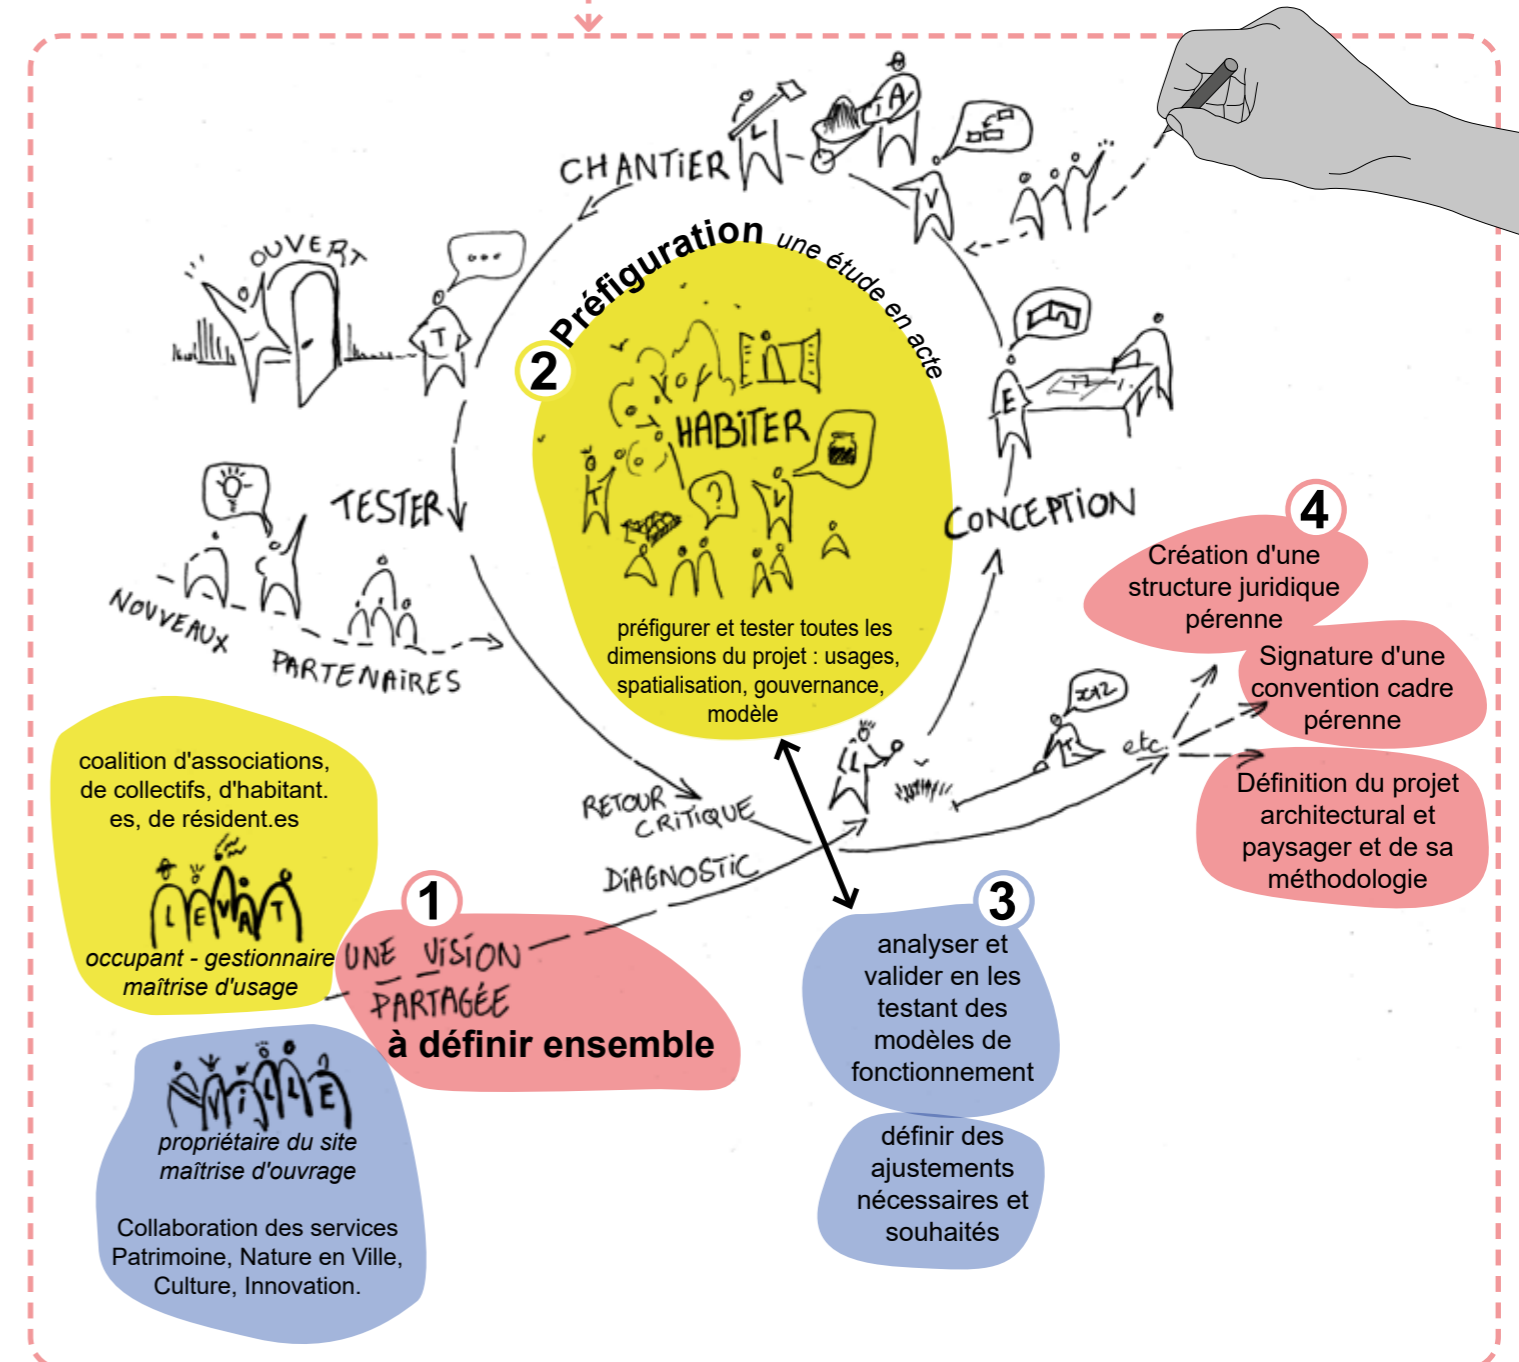 CHANTIER
L
A
V
OUVERT
...
T
2 Préfiguration une étude en acte
HABITER
T
?
L
préfigurer et tester toutes les
dimensions du projet : usages,
spatialisation, gouvernance,
modèle
E
CONCEPTION
TESTER
NOUVEAUX
PARTENAIRES
4
Création d'une
structure juridique
pérenne
Signature d'une
convention cadre
pérenne
Définition du projet
architectural et
paysager et de sa
méthodologie
x+2
etc.
L
RETOUR
CRITIQUE
DIAGNOSTIC
coalition d'associations,
de collectifs, d'habitant.
es, de résident.es
LEVAT
occupant - gestionnaire
maîtrise d'usage
1
UNE VISION
PARTAGÉE
à définir ensemble
VILLE
propriétaire du site
maîtrise d'ouvrage
Collaboration des services
Patrimoine, Nature en Ville,
Culture, Innovation.
3
analyser et
valider en les
testant des
modèles de
fonctionnement
définir des
ajustements
nécessaires et
souhaités